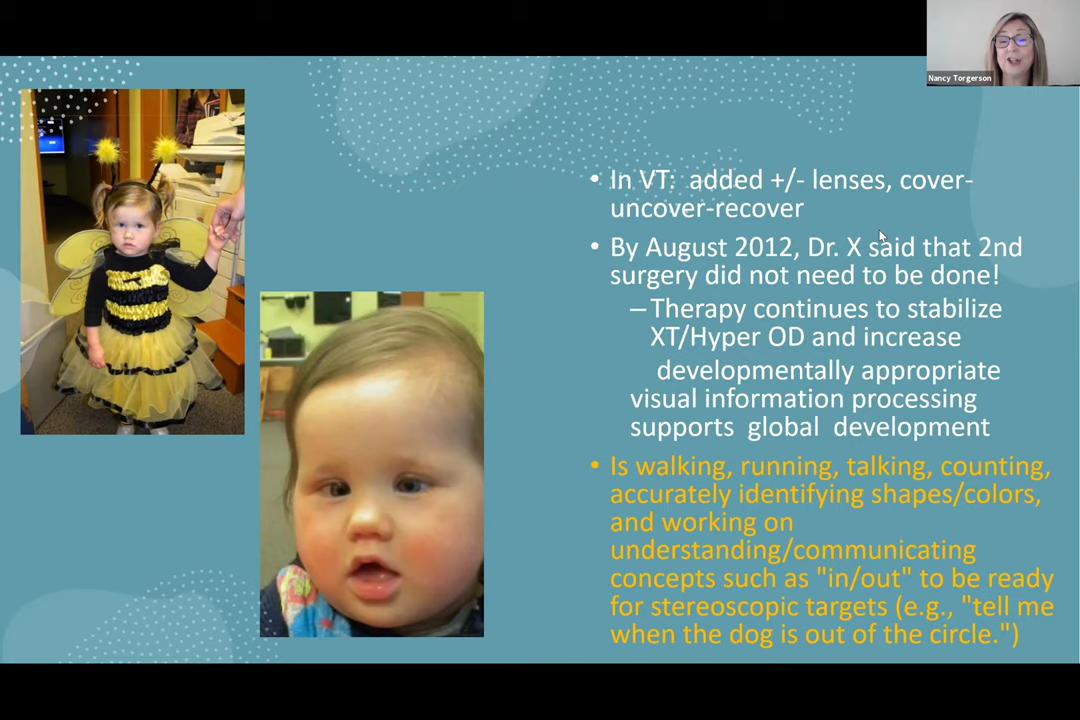 Nancy Torgerson
• In VT:  added +/- lenses, cover-
uncover-recover
• By August 2012, Dr. X said that 2nd
surgery did not need to be done!
– Therapy continues to stabilize
XT/Hyper OD and increase
developmentally appropriate
visual information processing
supports  global  development
• Is walking, running, talking, counting,
accurately identifying shapes/colors,
and working on
understanding/communicating
concepts such as "in/out" to be ready
for stereoscopic targets (e.g., "tell me
when the dog is out of the circle.")